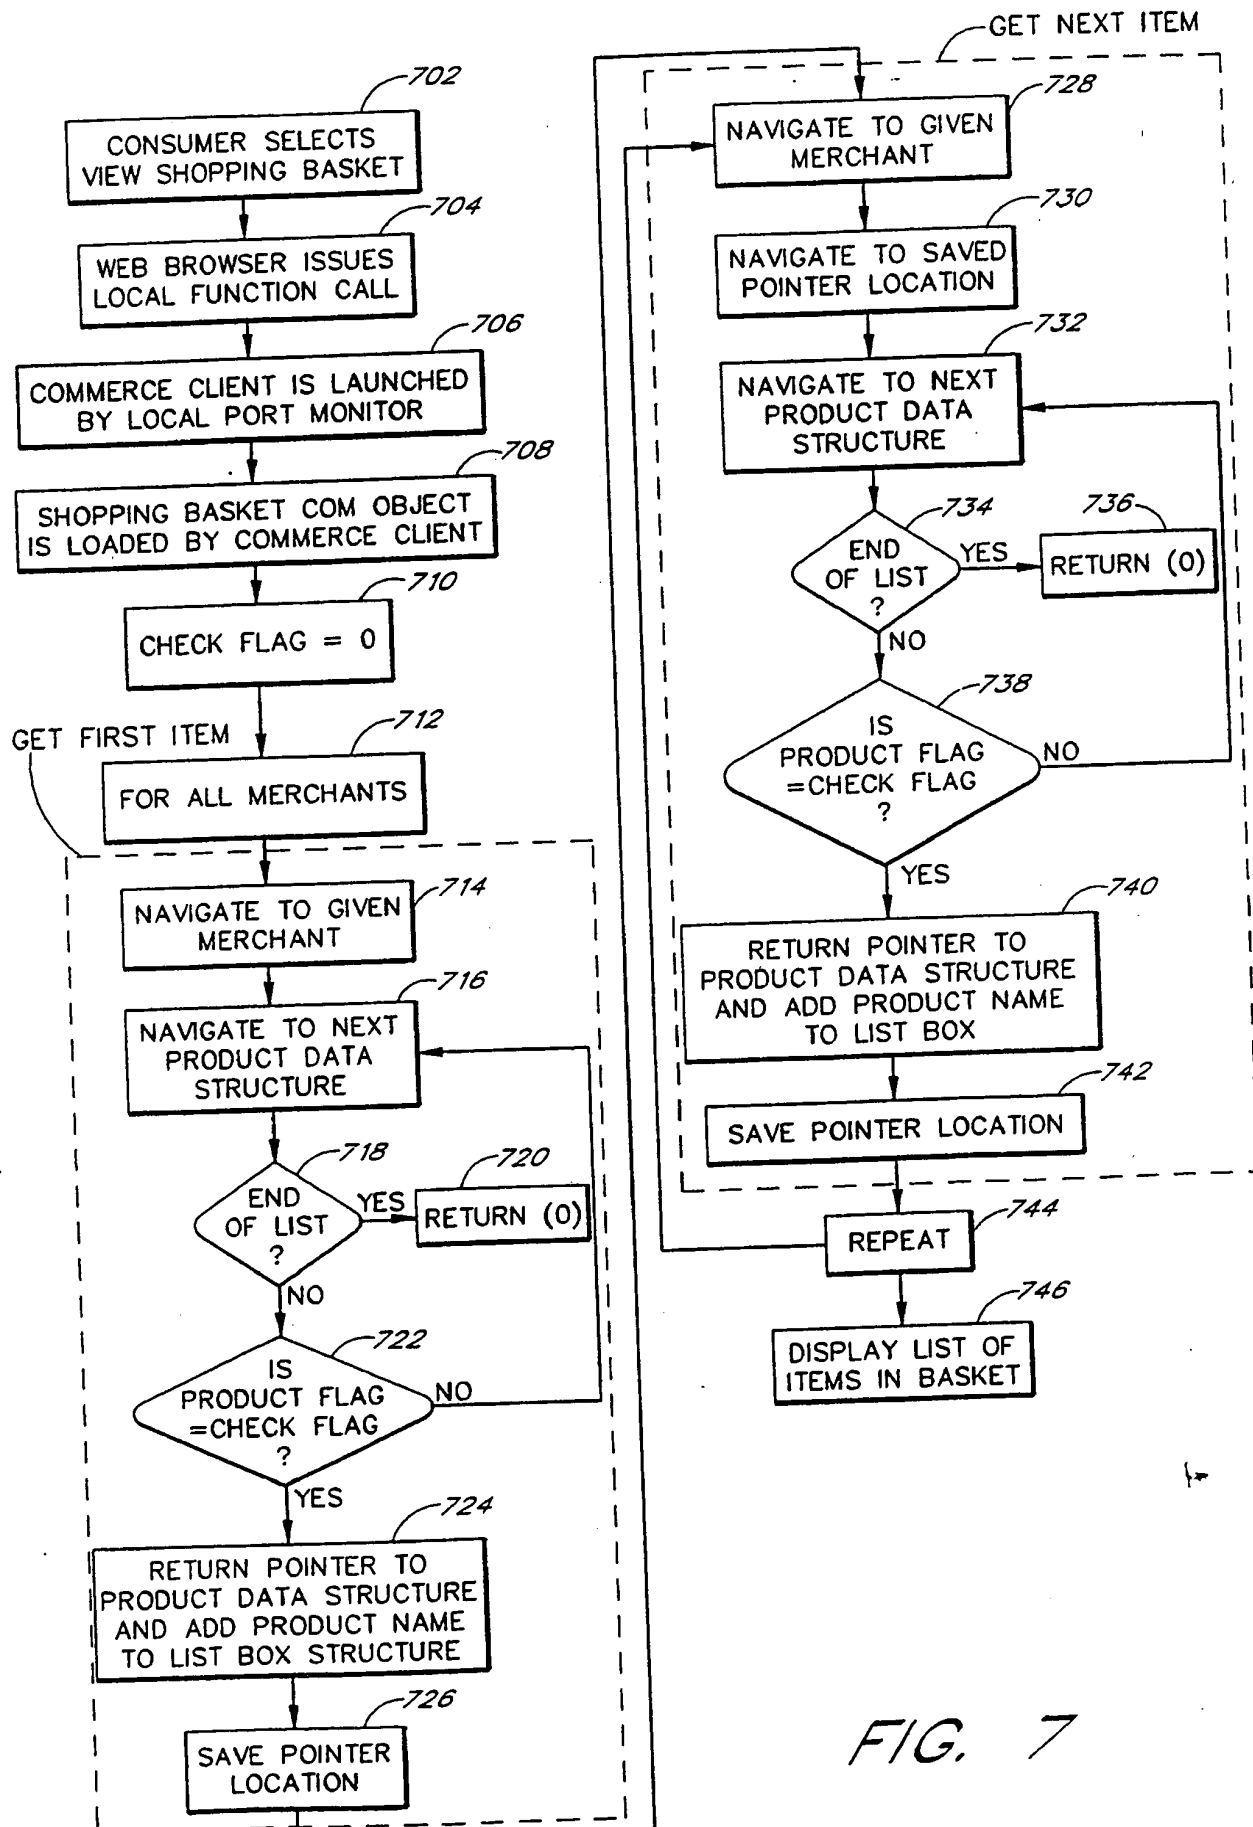 702
CONSUMER SELECTS
VIEW SHOPPING BASKET
704
WEB BROWSER ISSUES
LOCAL FUNCTION CALL
706
COMMERCE CLIENT IS LAUNCHED
BY LOCAL PORT MONITOR
708
SHOPPING BASKET COM OBJECT
IS LOADED BY COMMERCE CLIENT
710
CHECK FLAG = 0
GET FIRST ITEM
712
FOR ALL MERCHANTS
714
NAVIGATE TO GIVEN
MERCHANT
716
NAVIGATE TO NEXT
PRODUCT DATA
STRUCTURE
718
END
OF LIST
?
YES
720
RETURN (0)
NO
722
IS
PRODUCT FLAG
=CHECK FLAG
?
NO
YES
724
RETURN POINTER TO
PRODUCT DATA STRUCTURE
AND ADD PRODUCT NAME
TO LIST BOX STRUCTURE
726
SAVE POINTER
LOCATION
GET NEXT ITEM
728
NAVIGATE TO GIVEN
MERCHANT
730
NAVIGATE TO SAVED
POINTER LOCATION
732
NAVIGATE TO NEXT
PRODUCT DATA
STRUCTURE
734
END
OF LIST
?
YES
736
RETURN (0)
NO
738
IS
PRODUCT FLAG
=CHECK FLAG
?
NO
YES
740
RETURN POINTER TO
PRODUCT DATA STRUCTURE
AND ADD PRODUCT NAME
TO LIST BOX
742
SAVE POINTER LOCATION
744
REPEAT
746
DISPLAY LIST OF
ITEMS IN BASKET
FIG. 7